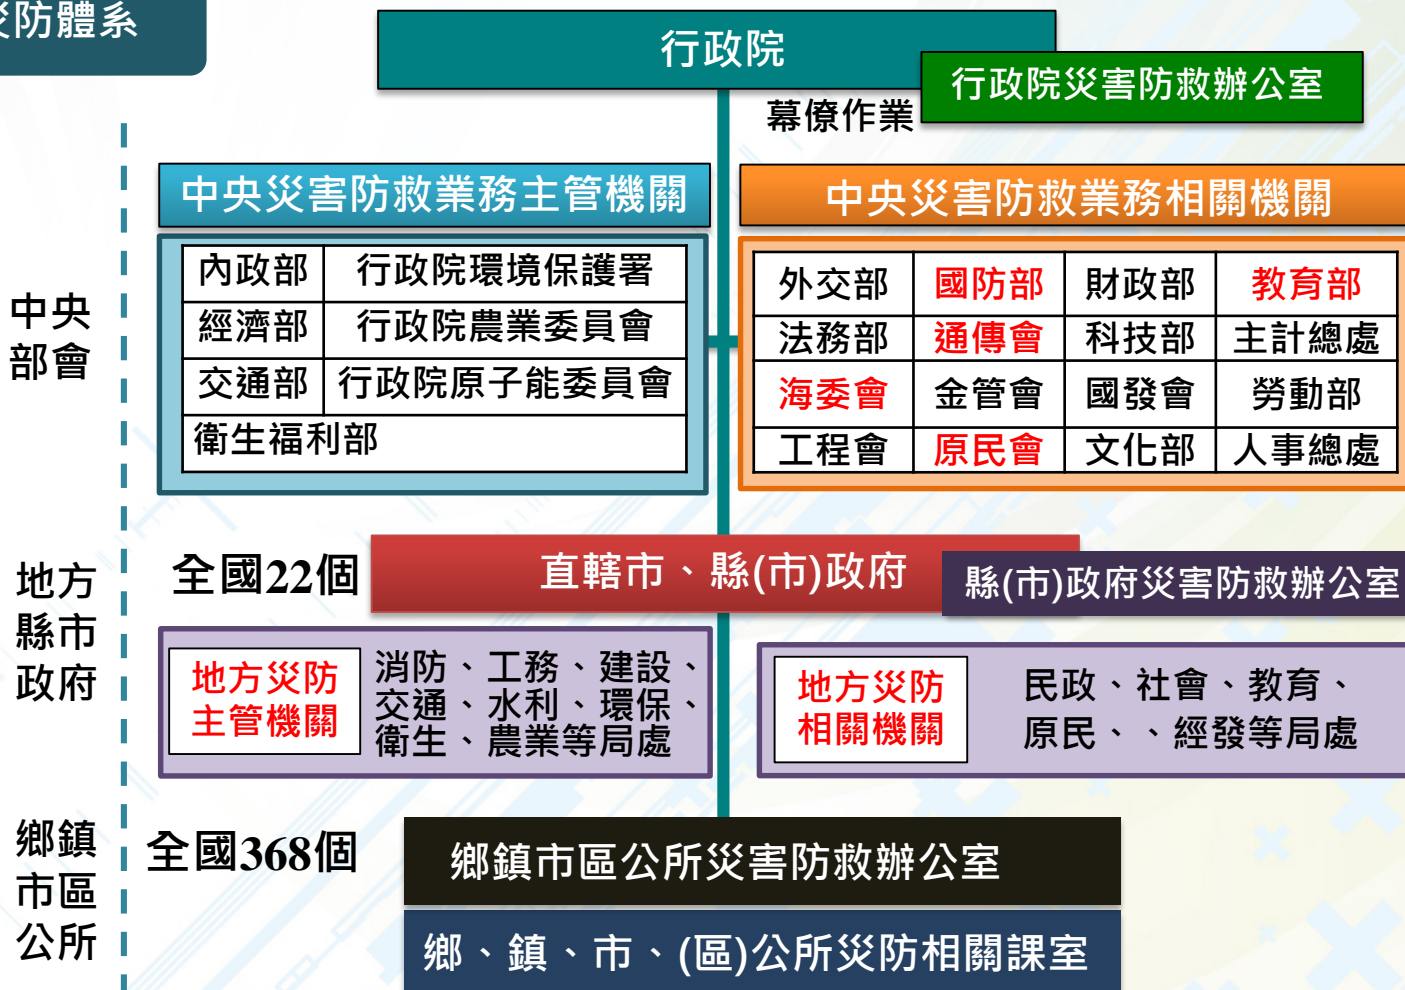 災防體系
行政院
行政院災害防救辦公室
幕僚作業
中央災害防救業務主管機關
中央災害防救業務相關機關
中央
部會
內政部 行政院環境保護署
經濟部 行政院農業委員會
交通部 行政院原子能委員會
衛生福利部
外交部 國防部 財政部 教育部
法務部 通傳會 科技部 主計總處
海委會 金管會 國發會 勞動部
工程會 原民會 文化部 人事總處
地方
縣市
政府
全國22個
直轄市、縣(市)政府
縣(市)政府災害防救辦公室
地方災防
主管機關
消防、工務、建設、
交通、水利、環保、
衛生、農業等局處
地方災防
相關機關
民政、社會、教育、
原民、、經發等局處
鄉鎮
市區
公所
全國368個
鄉鎮市區公所災害防救辦公室
鄉、鎮、市、(區)公所災防相關課室